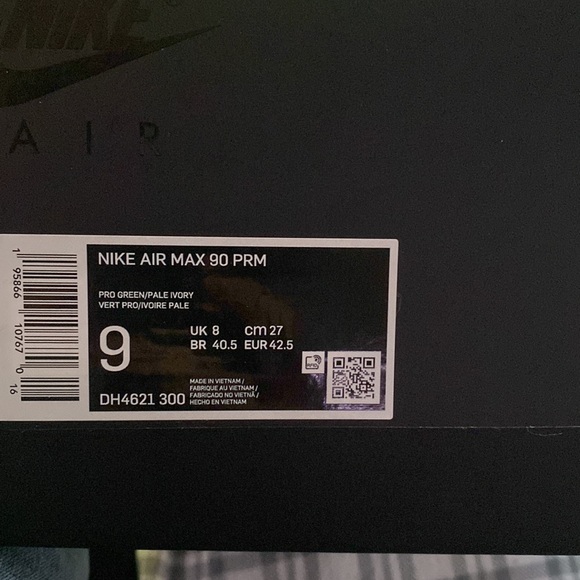 NIKE
AIR
NIKE AIR MAX 90 PRM
PRO GREEN/PALE IVORY
VERT PRO/IVOIRE PALE
9
UK 8 cm 27
BR 40.5 EUR 42.5
DH4621 300
MADE IN VIETNAM /
FABRIQUE AU VIETNAM /
FABRICADO NO VIETNÃ /
HECHO EN VIETNAM
1 95866 10767 0 16